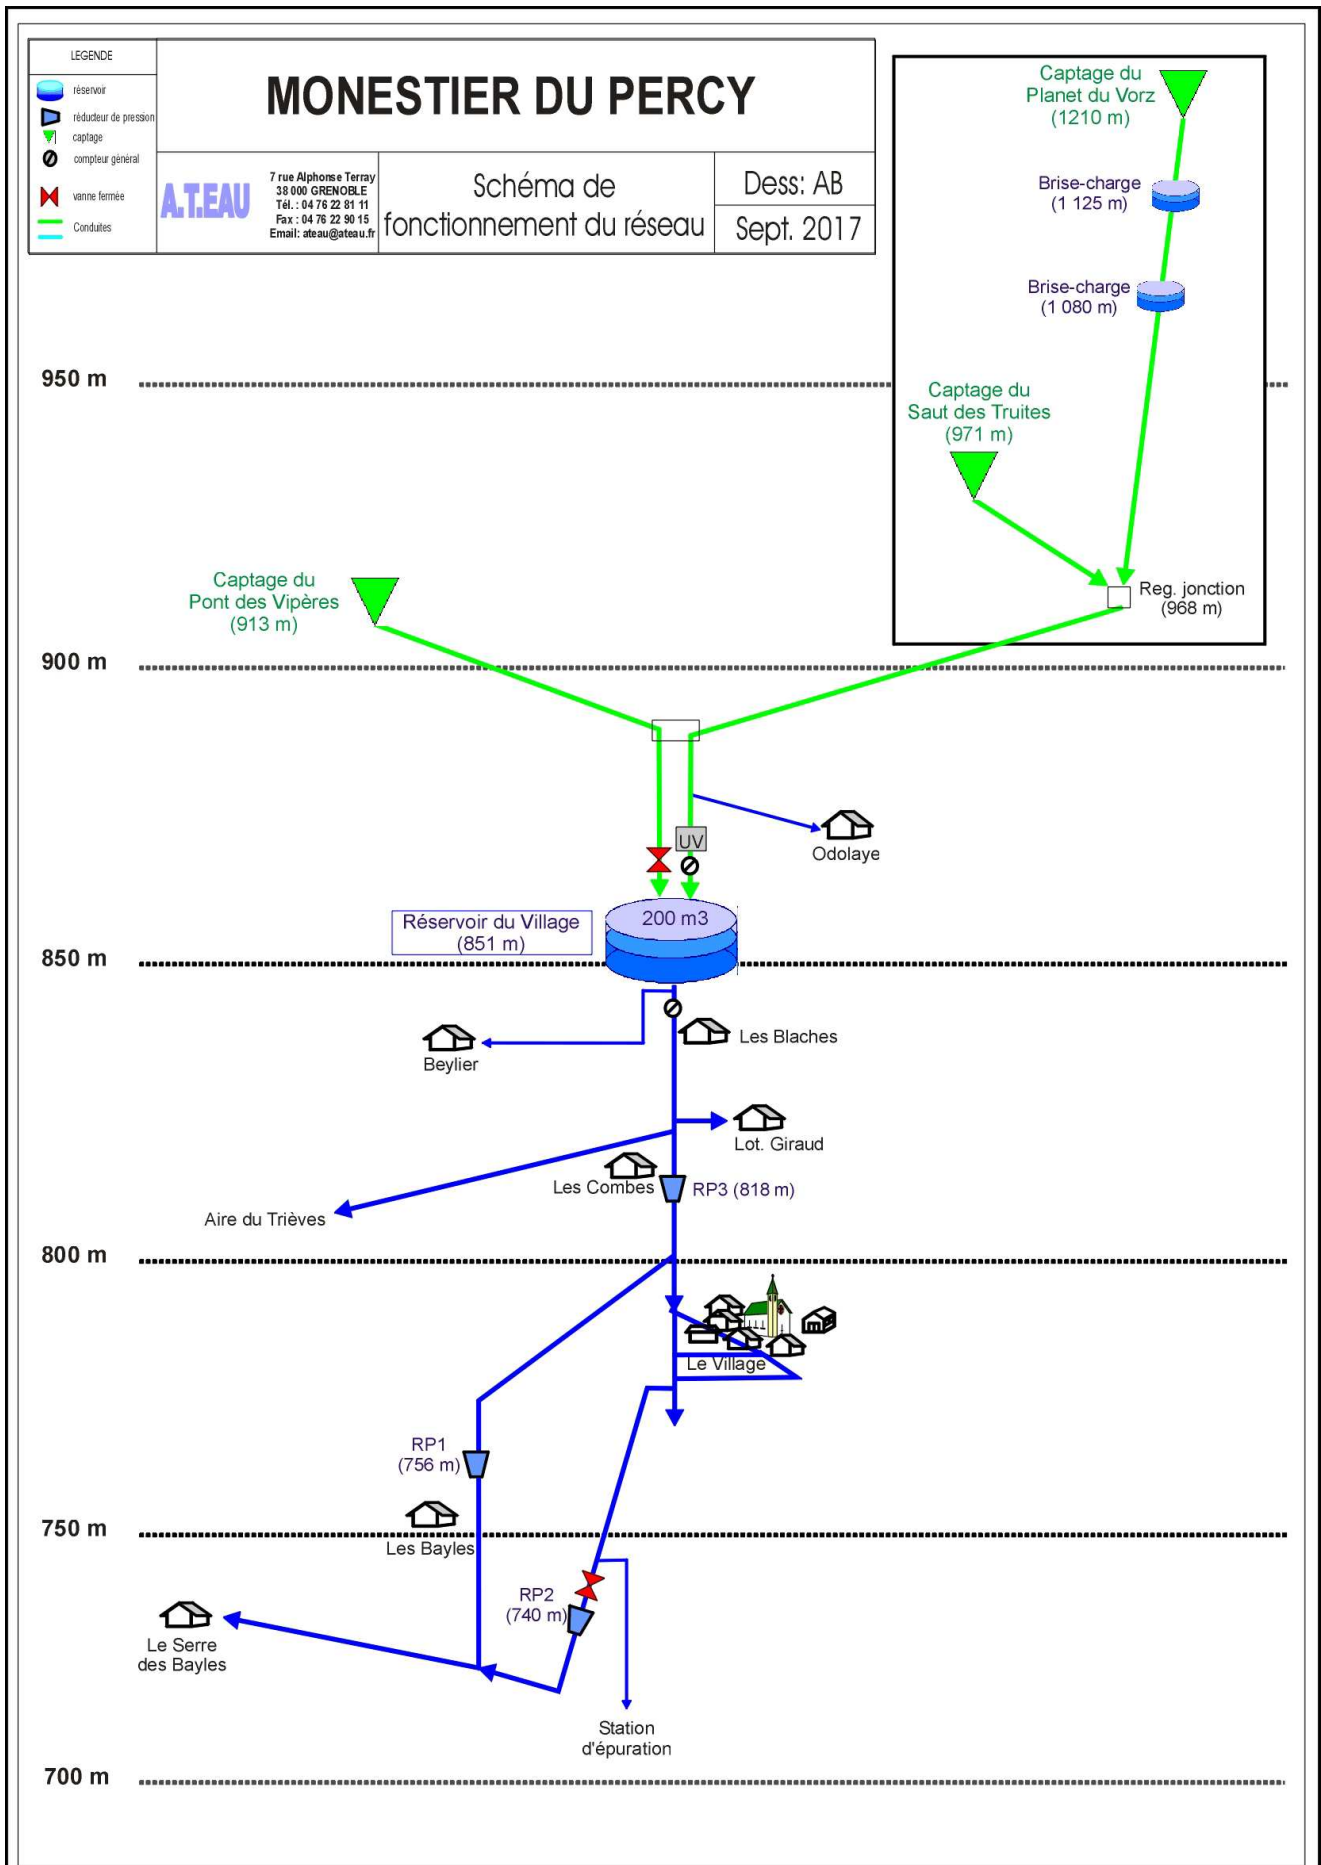 LEGENDE
réservoir
réducteur de pression
captage
compteur général
vanne fermée
Conduites
MONESTIER DU PERCY
A.T.EAU
7 rue Alphonse Terray
38 000 GRENOBLE
Tél. : 04 76 22 81 11
Fax : 04 76 22 90 15
Email: ateau@ateau.fr
Schéma de
fonctionnement du réseau
Dess: AB
Sept. 2017
Captage du
Planet du Vorz
(1210 m)
Brise-charge
(1 125 m)
Brise-charge
(1 080 m)
950 m
Captage du
Saut des Truites
(971 m)
Captage du
Pont des Vipères
(913 m)
Reg. jonction
(968 m)
900 m
UV
Odolaye
Réservoir du Village
(851 m)
200 m3
850 m
Les Blaches
Beylier
Lot. Giraud
Les Combes
RP3 (818 m)
Aire du Trièves
800 m
Le Village
RP1
(756 m)
Les Bayles
750 m
RP2
(740 m)
Le Serre
des Bayles
Station
d'épuration
700 m